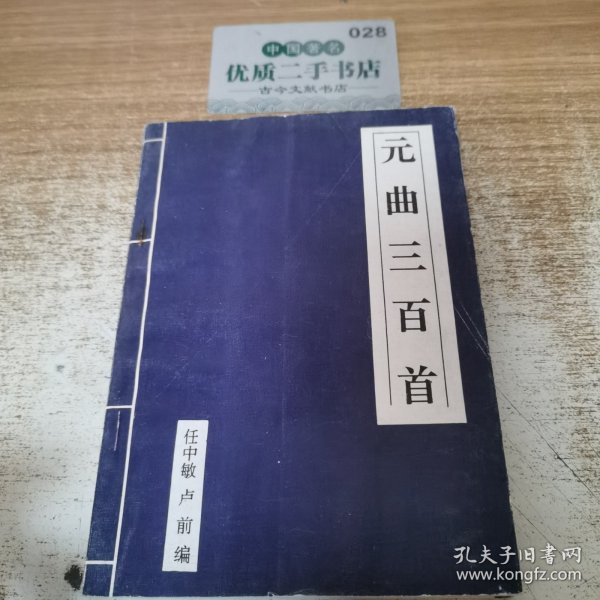 028
中国著名
优质二手书店
古今文献书店
元曲三百首
任中敏 卢前 编
孔夫子旧书网
www.kongfz.com